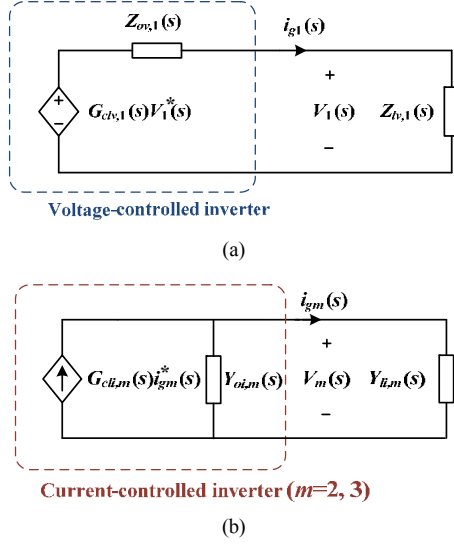 Z_{ov,1}(s)
i_{g1}(s)
+
−
G_{clv,1}(s)V_1^*(s)
+
V_1(s)
−
Z_{lv,1}(s)
Voltage-controlled inverter
(a)
i_{gm}(s)
G_{cli,m}(s)i_{gm}^*(s)
Y_{oi,m}(s)
+
V_m(s)
−
Y_{li,m}(s)
Current-controlled inverter (m=2, 3)
(b)